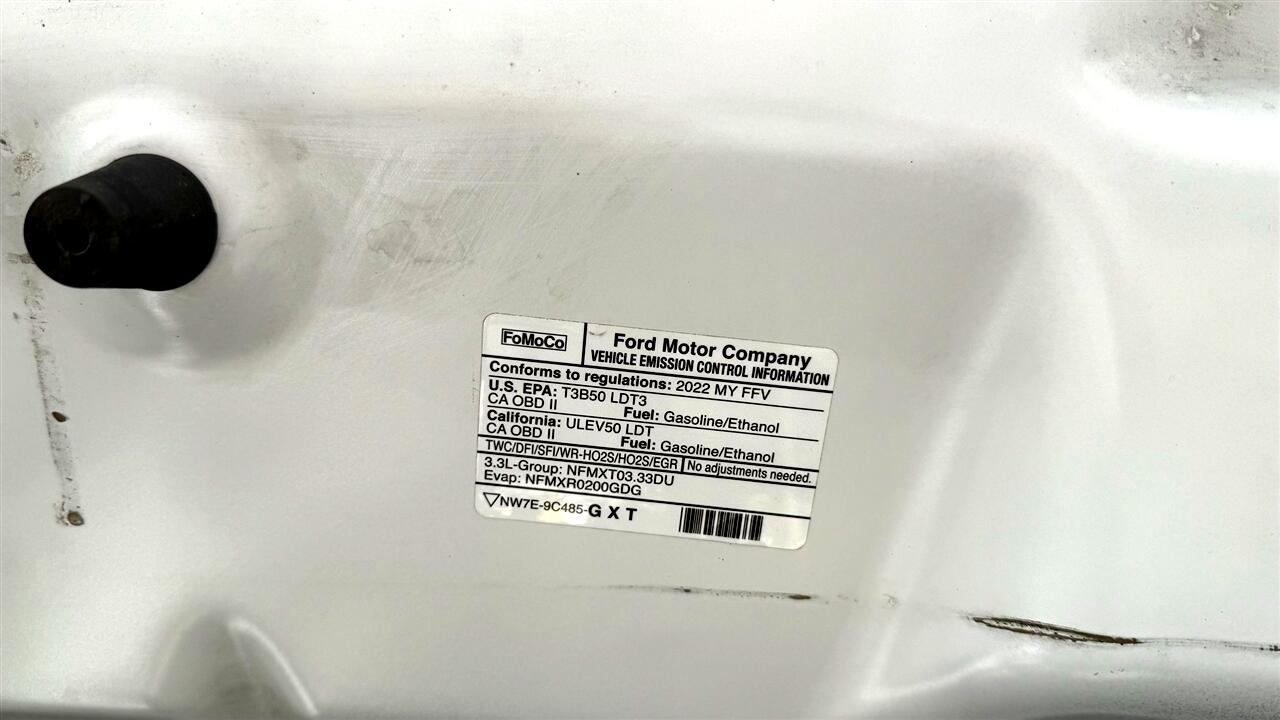 FoMoCo
Ford Motor Company
VEHICLE EMISSION CONTROL INFORMATION
Conforms to regulations: 2022 MY FFV
U.S. EPA: T3B50 LDT3
CA OBD II Fuel: Gasoline/Ethanol
California: ULEV50 LDT
CA OBD II Fuel: Gasoline/Ethanol
TWC/DFI/SFI/WR-HO2S/HO2S/EGR No adjustments needed.
3.3L-Group: NFMXT03.33DU
Evap: NFMXR0200GDG
NW7E-9C485-G X T